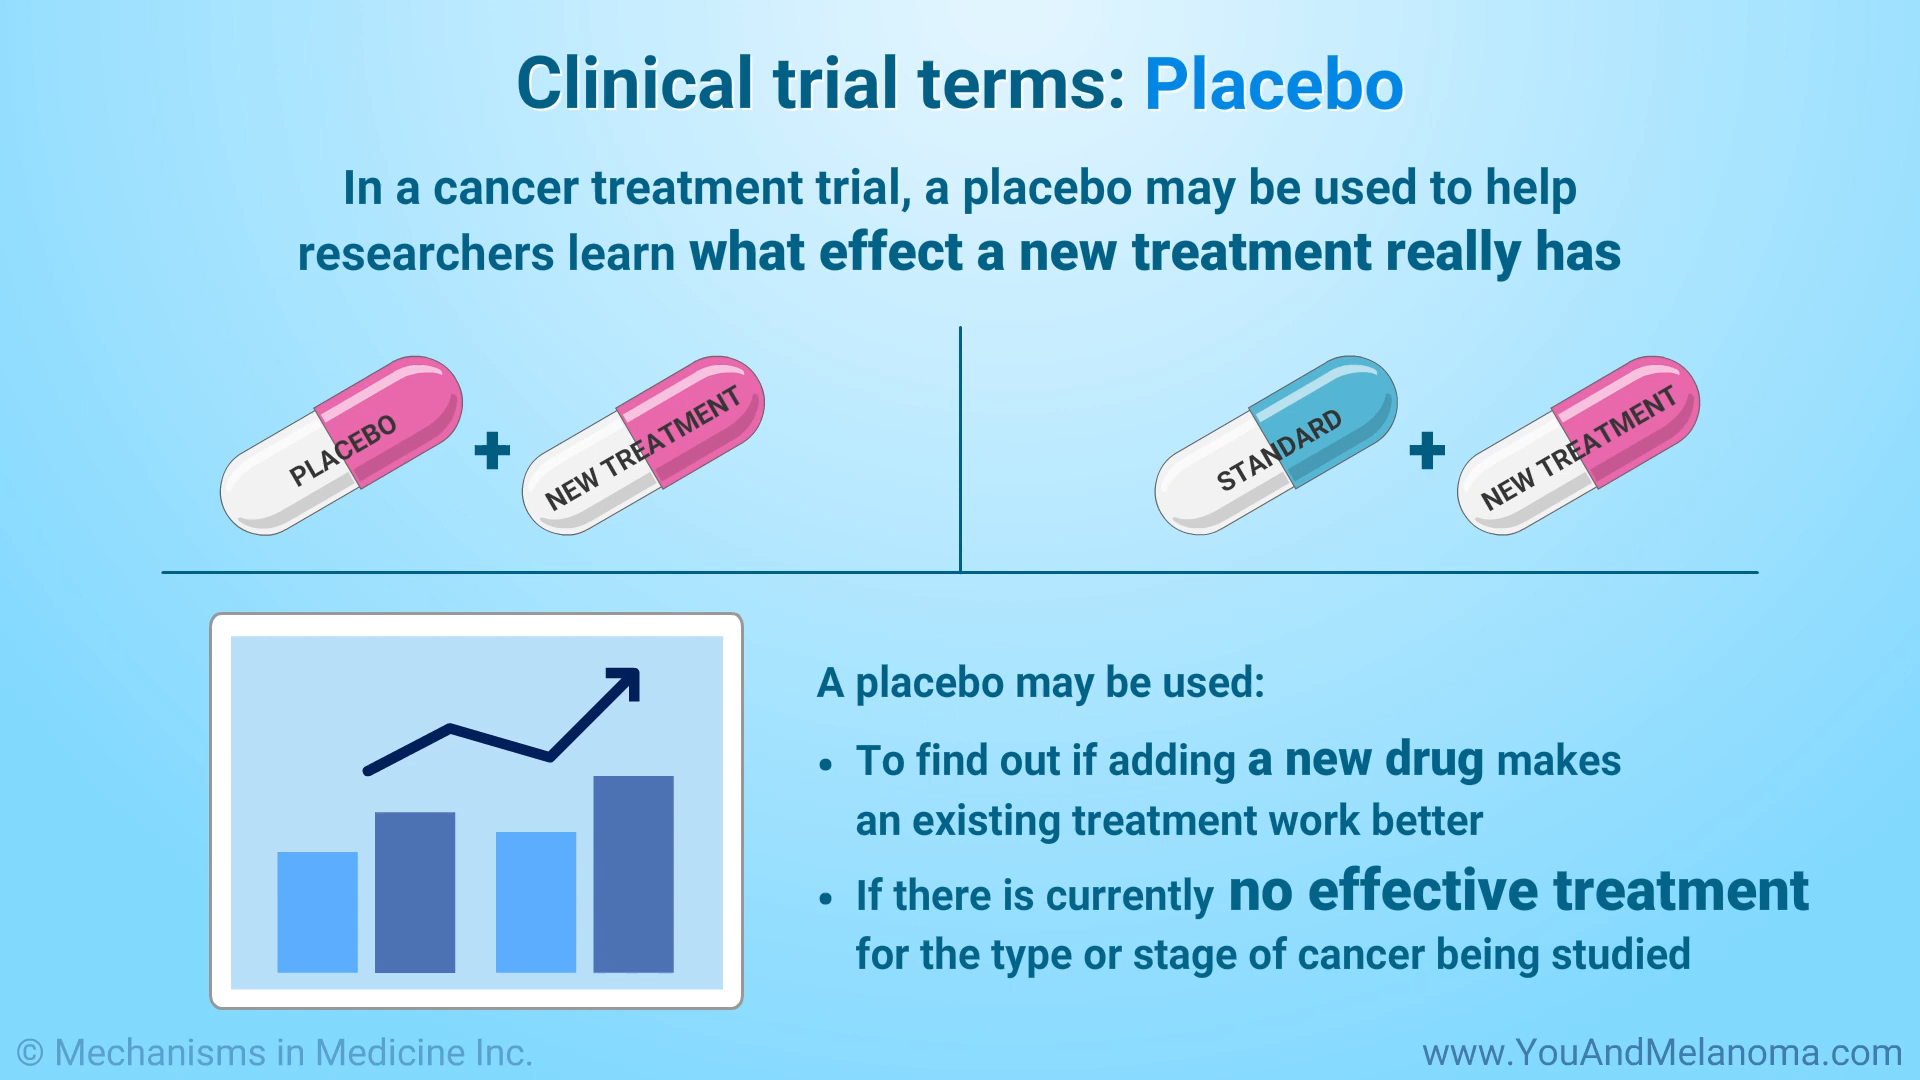 Clinical trial terms: Placebo
In a cancer treatment trial, a placebo may be used to help
researchers learn what effect a new treatment really has
PLACEBO
NEW TREATMENT
STANDARD
NEW TREATMENT
A placebo may be used:
• To find out if adding a new drug makes
an existing treatment work better
• If there is currently no effective treatment
for the type or stage of cancer being studied
© Mechanisms in Medicine Inc.
www.YouAndMelanoma.com